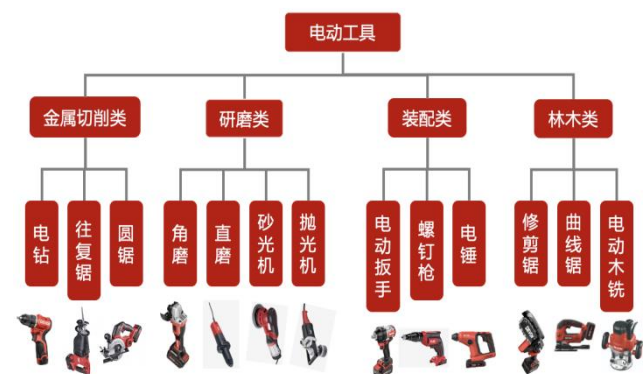 电动工具
金属切削类
研磨类
装配类
林木类
电钻
往复锯
圆锯
角磨
直磨
砂光机
抛光机
电动扳手
螺钉枪
电锤
修剪锯
曲线锯
电动木铣